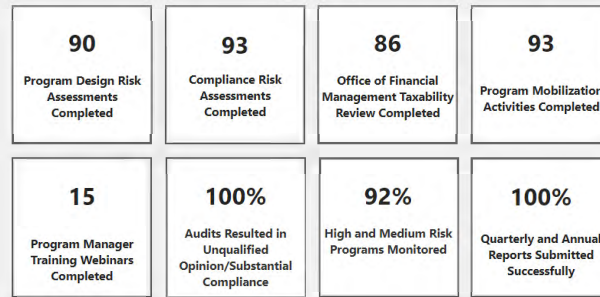 90
Program Design Risk
Assessments
Completed
93
Compliance Risk
Assessments
Completed
86
Office of Financial
Management Taxability
Review Completed
93
Program Mobilization
Activities Completed
15
Program Manager
Training Webinars
Completed
100%
Audits Resulted in
Unqualified
Opinion/Substantial
Compliance
92%
High and Medium Risk
Programs Monitored
100%
Quarterly and Annual
Reports Submitted
Successfully